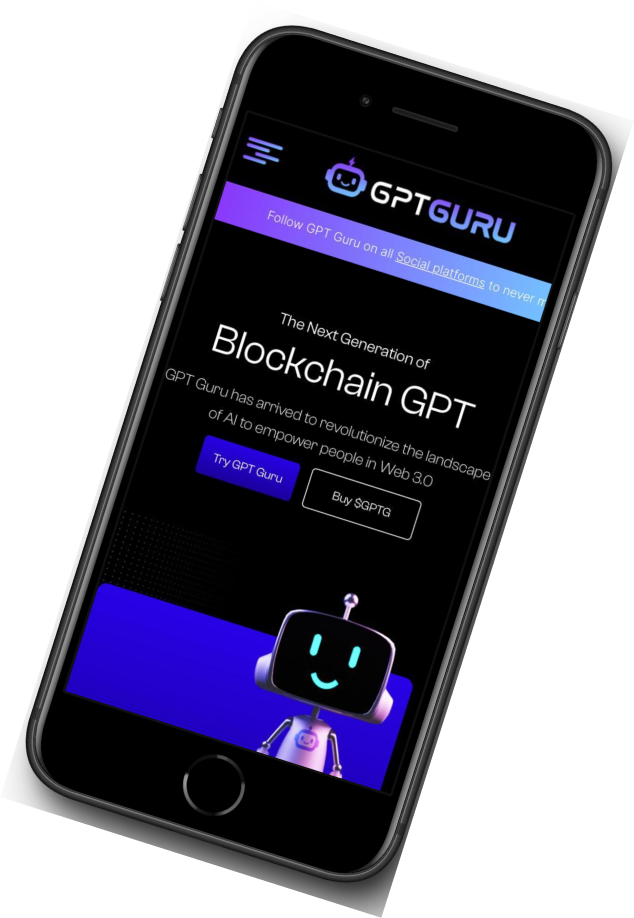 GPTGURU
Follow GPT Guru on all Social platforms to never m
The Next Generation of
Blockchain GPT
GPT Guru has arrived to revolutionize the landscape
of AI to empower people in Web 3.0
Try GPT Guru
Buy $GPTG